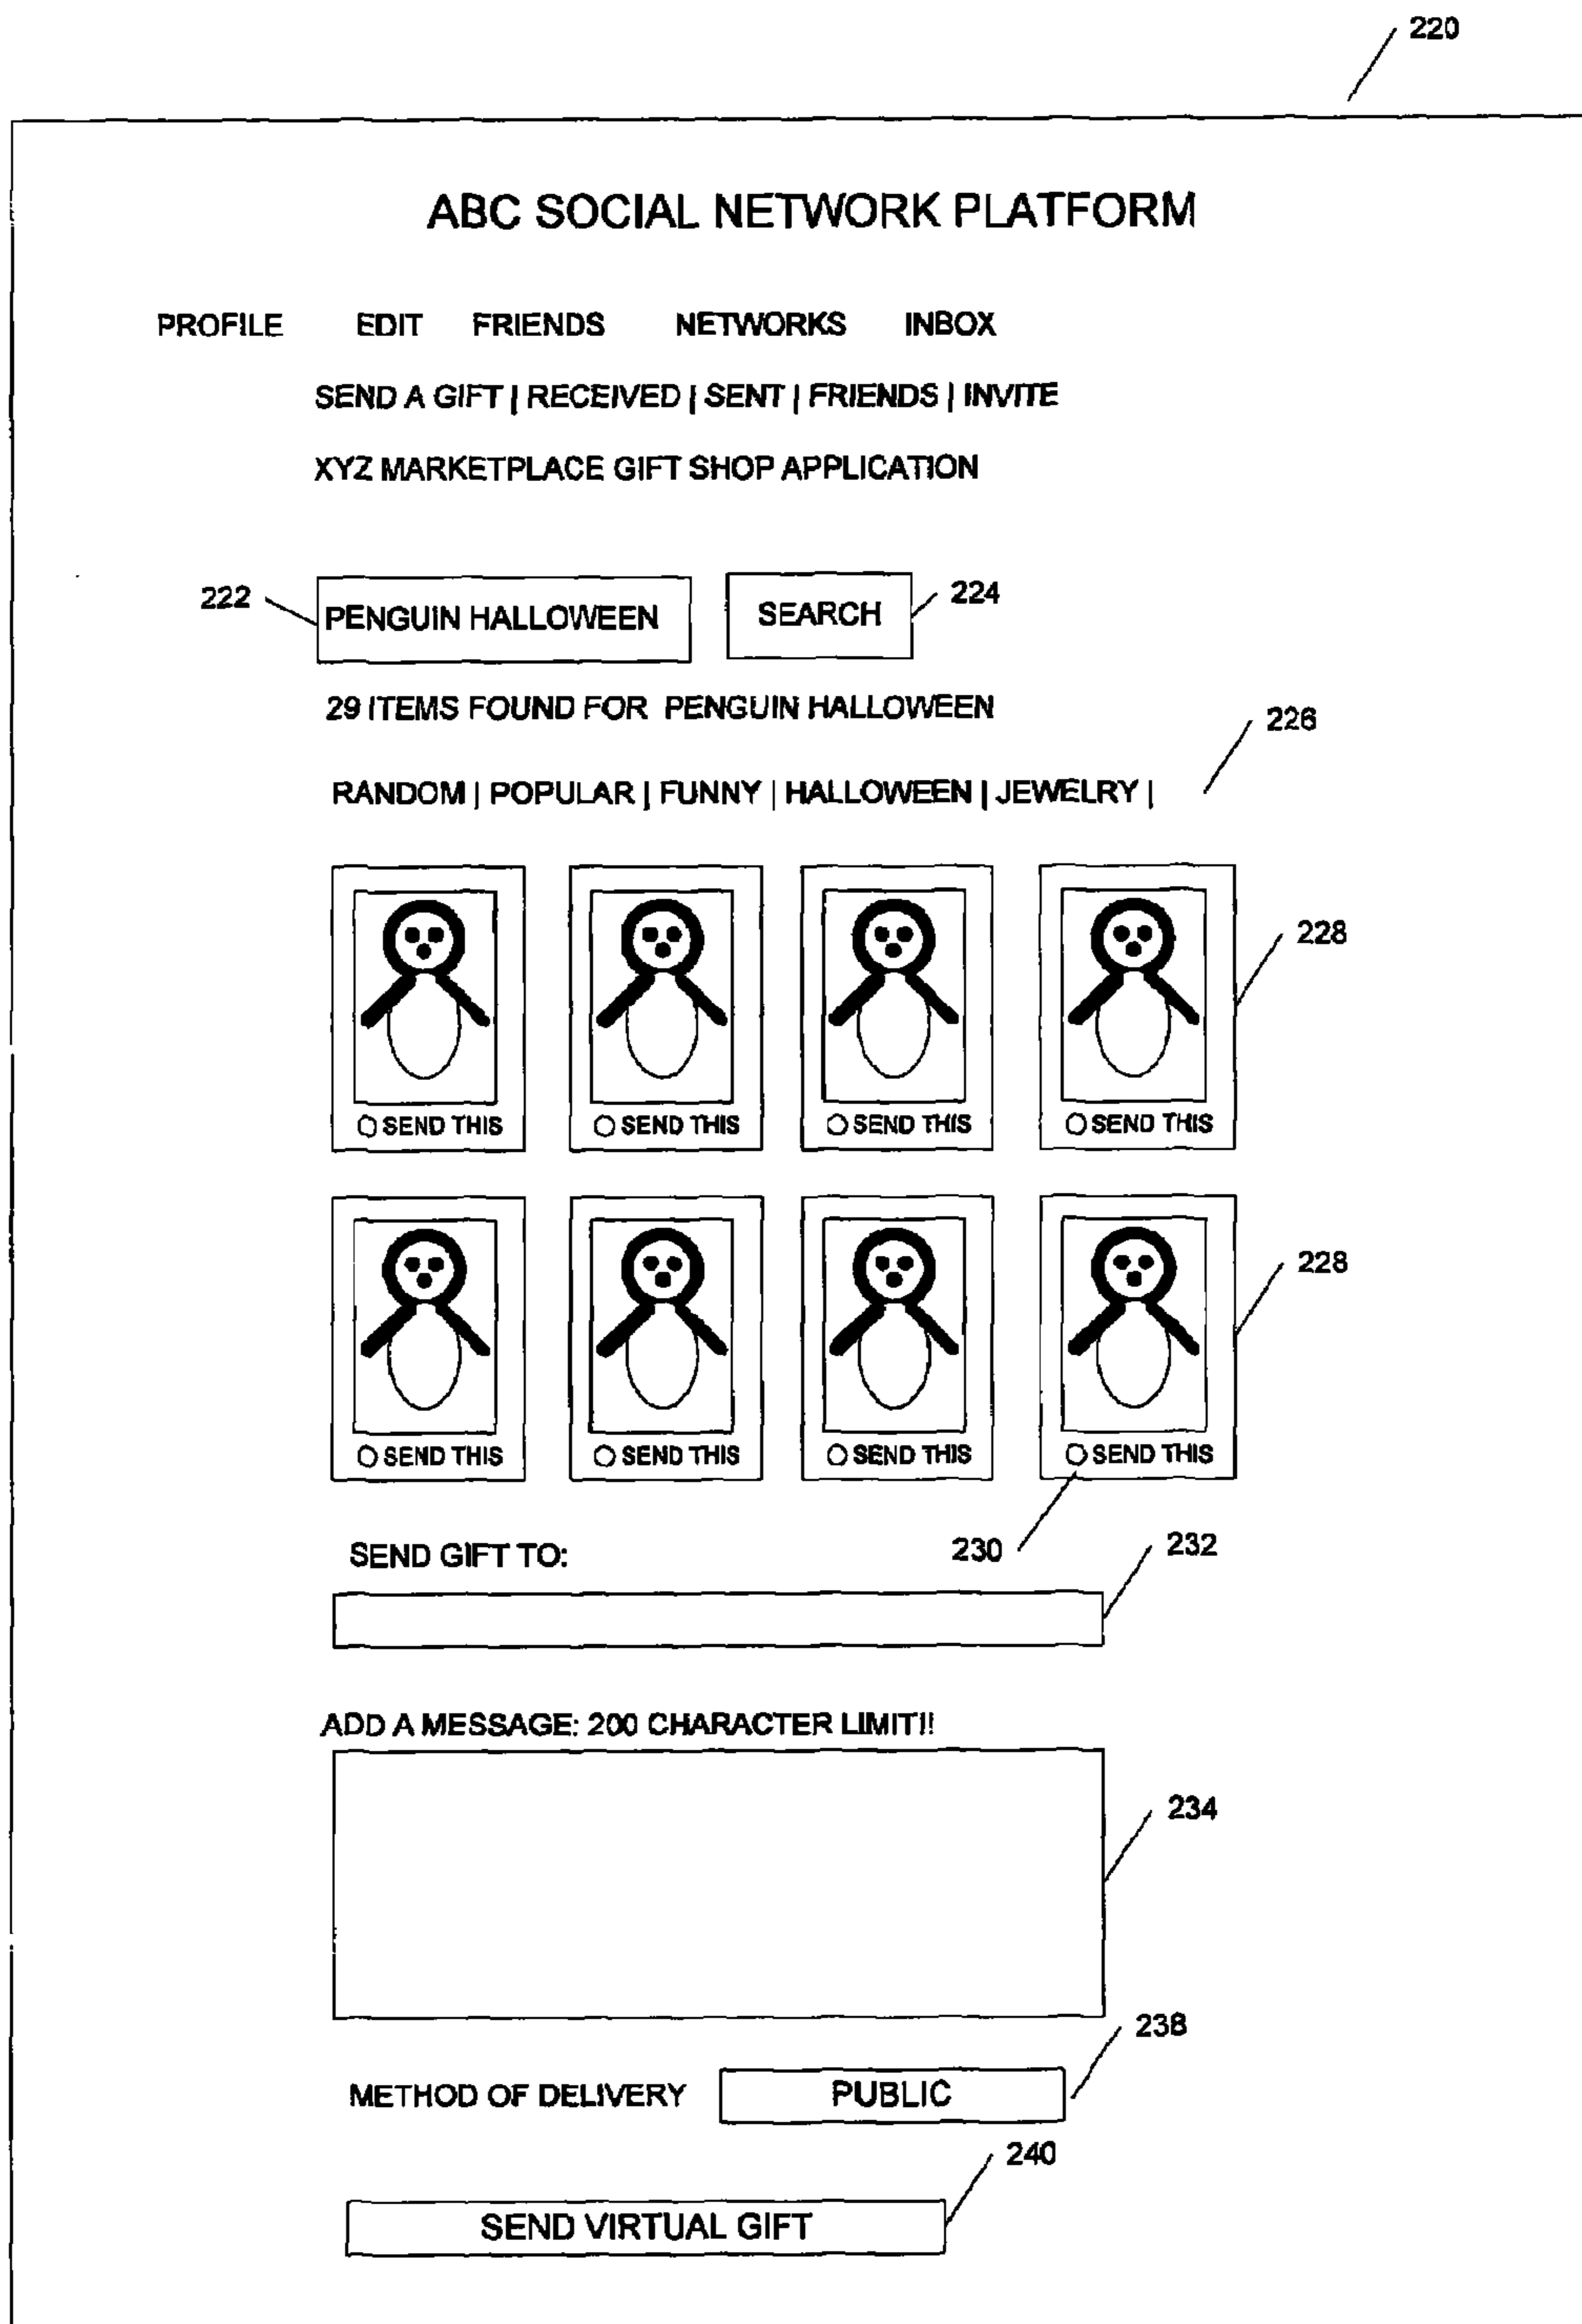 220
ABC SOCIAL NETWORK PLATFORM
PROFILE EDIT FRIENDS NETWORKS INBOX
SEND A GIFT | RECEIVED | SENT | FRIENDS | INVITE
XYZ MARKETPLACE GIFT SHOP APPLICATION
222 PENGUIN HALLOWEEN SEARCH 224
29 ITEMS FOUND FOR PENGUIN HALLOWEEN
226
RANDOM | POPULAR | FUNNY | HALLOWEEN | JEWELRY |
228
SEND THIS SEND THIS SEND THIS SEND THIS
228
SEND THIS SEND THIS SEND THIS SEND THIS
SEND GIFT TO: 230 232
ADD A MESSAGE: 200 CHARACTER LIMIT!!
234
238
METHOD OF DELIVERY PUBLIC
240
SEND VIRTUAL GIFT